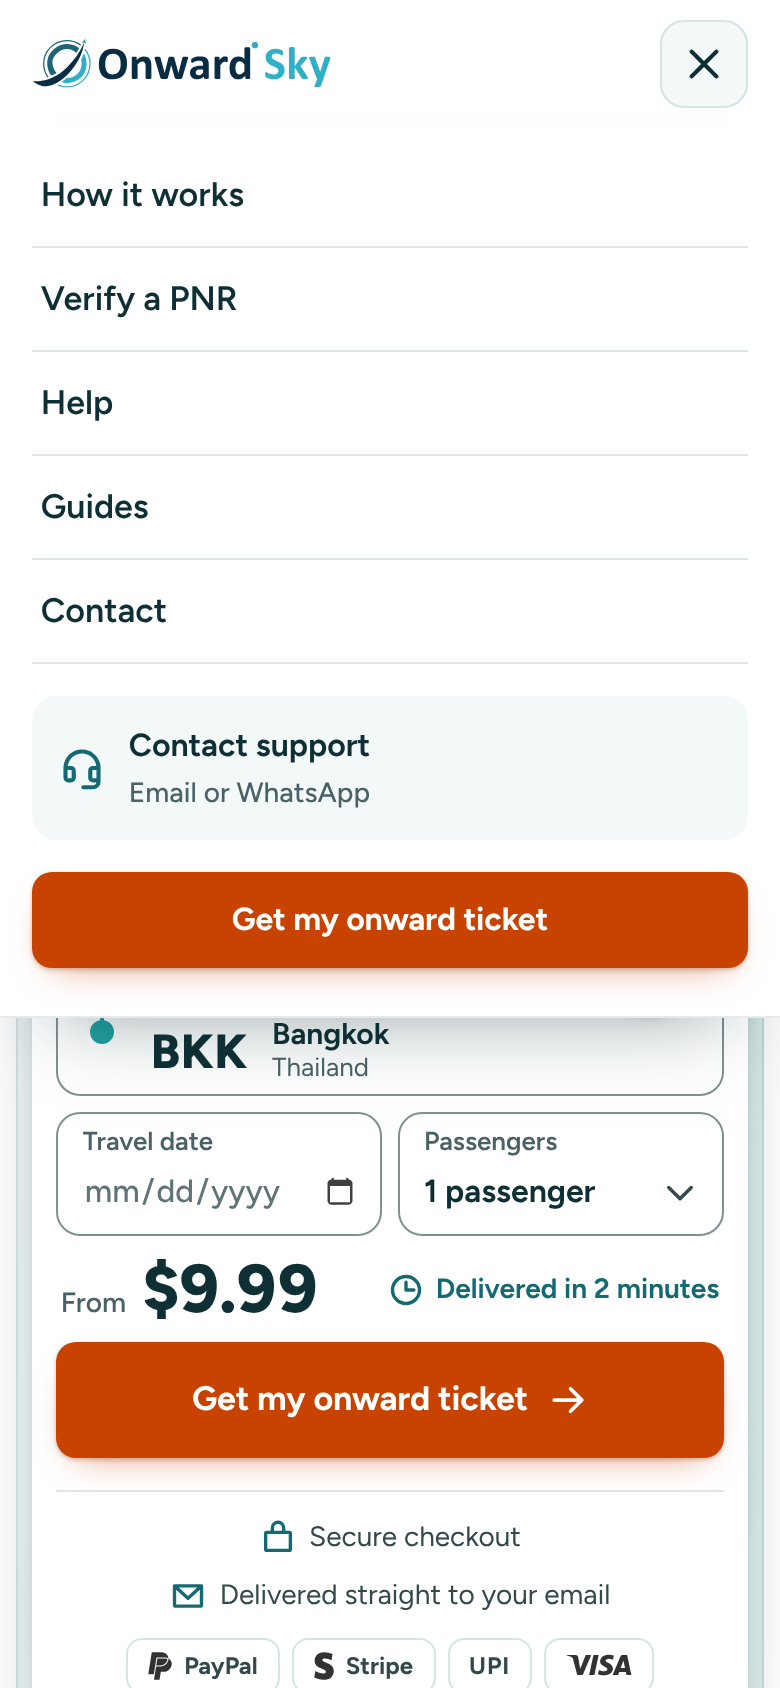 Onward Sky
How it works
Verify a PNR
Help
Guides
Contact
Contact support
Email or WhatsApp
Get my onward ticket
BKK Bangkok
Thailand
Travel date
mm/dd/yyyy
Passengers
1 passenger
From $9.99
Delivered in 2 minutes
Get my onward ticket
Secure checkout
Delivered straight to your email
PayPal Stripe UPI VISA